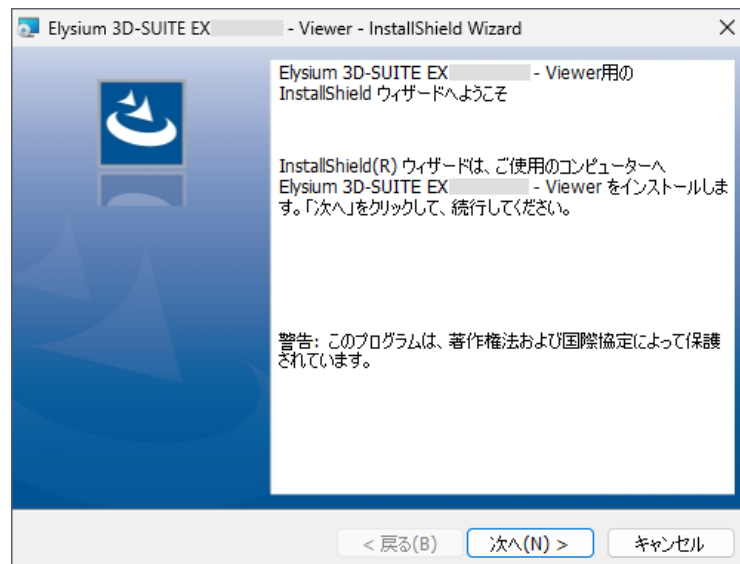 Elysium 3D-SUITE EX - Viewer - InstallShield Wizard
Elysium 3D-SUITE EX - Viewer用の
InstallShield ウィザードへようこそ
InstallShield(R) ウィザードは、ご使用のコンピューターへ
Elysium 3D-SUITE EX - Viewer をインストールしま
す。「次へ」をクリックして、続行してください。
警告: このプログラムは、著作権法および国際協定によって保護
されています。
< 戻る(B)
次へ(N) >
キャンセル